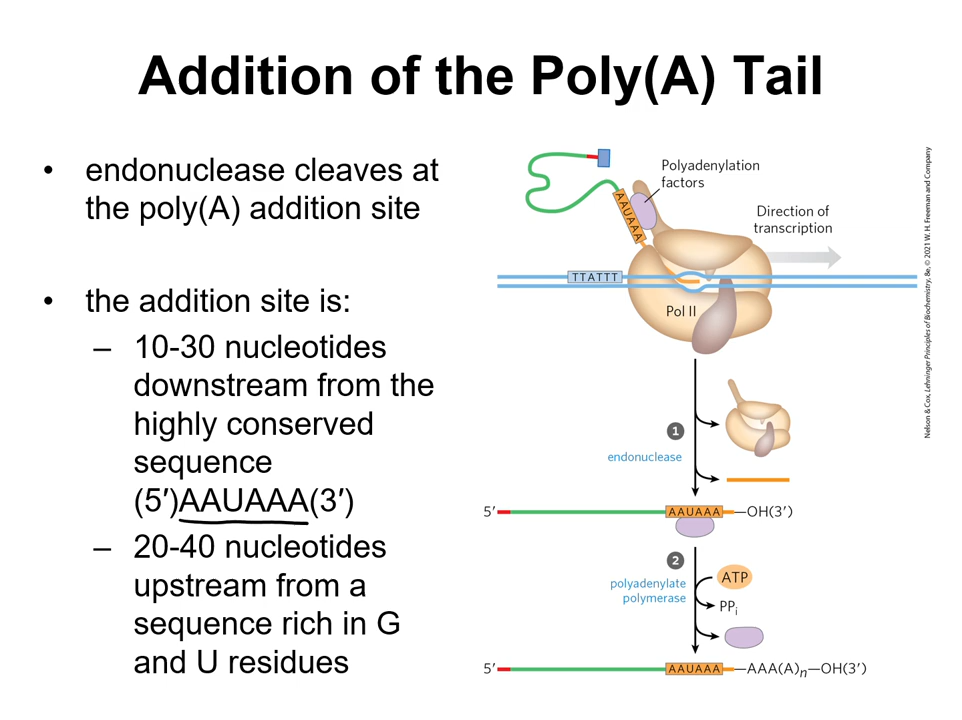 Addition of the Poly(A) Tail
• endonuclease cleaves at
the poly(A) addition site
• the addition site is:
– 10-30 nucleotides
downstream from the
highly conserved
sequence
(5′)AAUAAA(3′)
– 20-40 nucleotides
upstream from a
sequence rich in G
and U residues
Polyadenylation
factors
AAUAAA
Direction of
transcription
TTATTT
Pol II
1
endonuclease
5′
AAUAAA
OH(3′)
2
polyadenylate
polymerase
ATP
PPi
5′
AAUAAA
AAA(A)n—OH(3′)
Nelson & Cox, Lehninger Principles of Biochemistry, 8e, © 2021 W. H. Freeman and Company